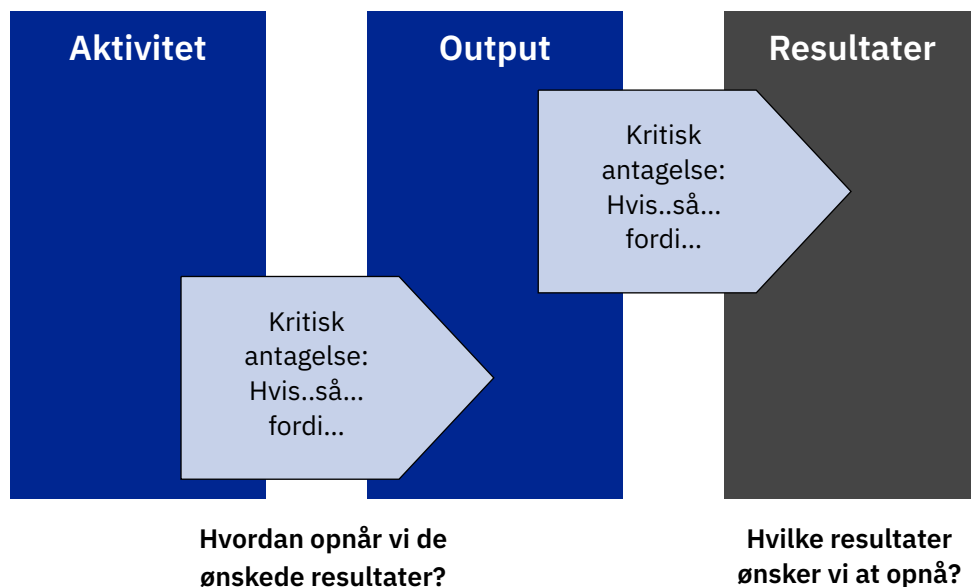 Aktivitet
Output
Resultater
Kritisk
antagelse:
Hvis..så...
fordi...
Kritisk
antagelse:
Hvis..så...
fordi...
Hvordan opnår vi de
ønskede resultater?
Hvilke resultater
ønsker vi at opnå?